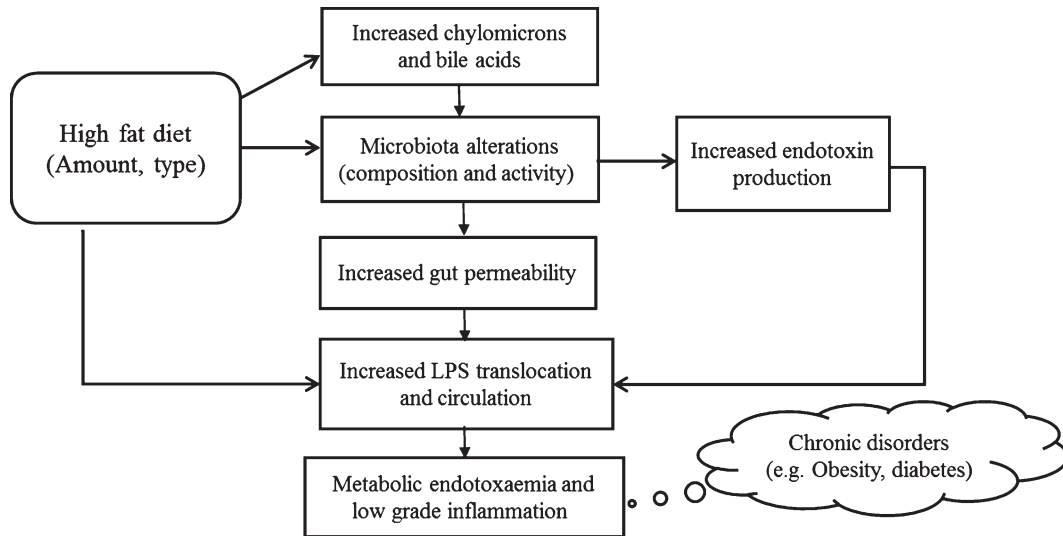 Increased chylomicrons
and bile acids
High fat diet
(Amount, type)
Microbiota alterations
(composition and activity)
Increased endotoxin
production
Increased gut permeability
Increased LPS translocation
and circulation
Chronic disorders
(e.g. Obesity, diabetes)
Metabolic endotoxaemia and
low grade inflammation